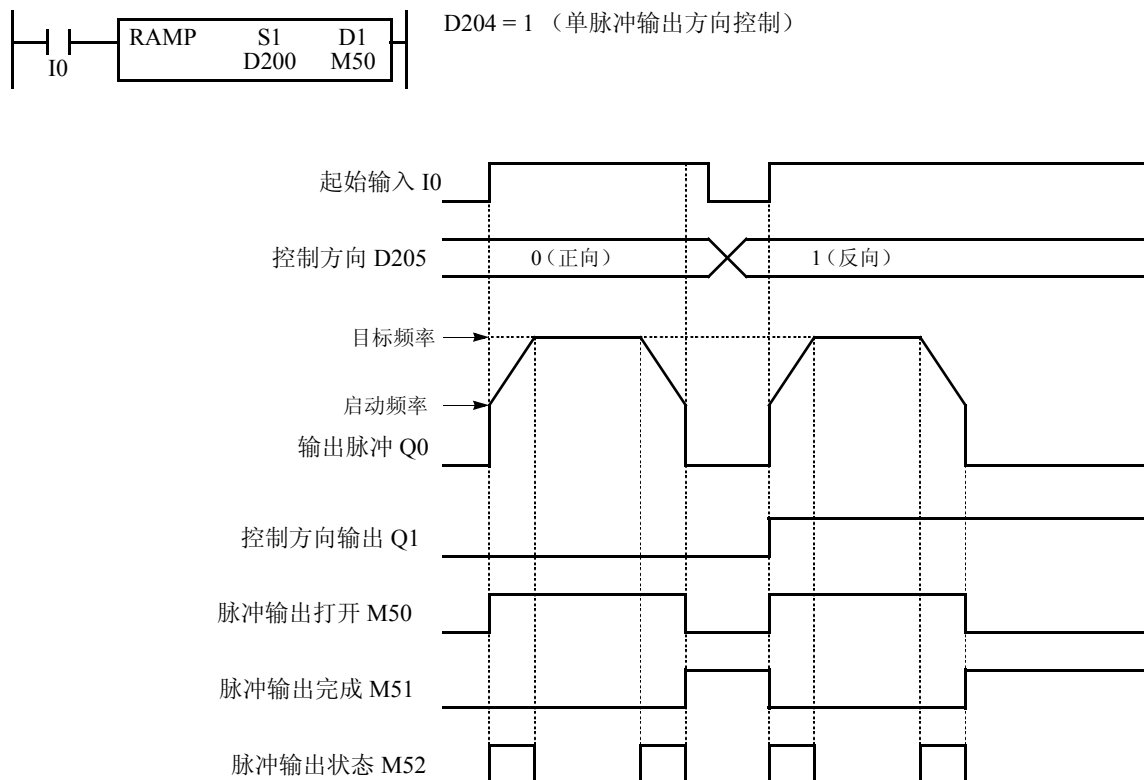 RAMP S1 D1
D200 M50
I0
D204 = 1 （单脉冲输出方向控制）
起始输入 I0
控制方向 D205
0（正向）
1（反向）
目标频率
启动频率
输出脉冲 Q0
控制方向输出 Q1
脉冲输出打开 M50
脉冲输出完成 M51
脉冲输出状态 M52